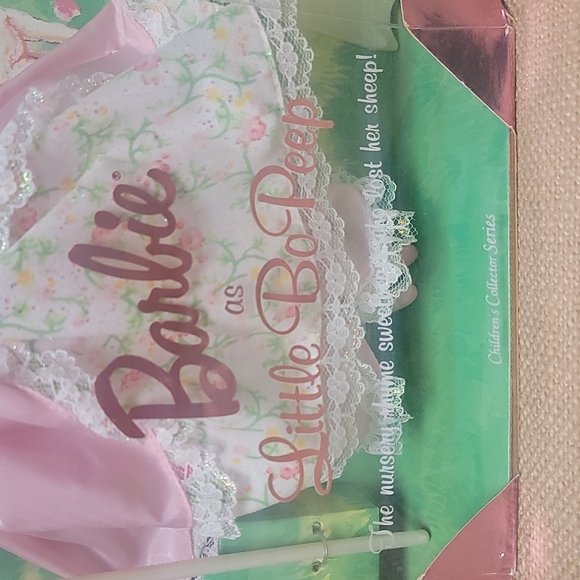 Barbie®
as
Little Bo Peep
The nursery rhyme sweetheart who lost her sheep!
Children's Collector Series